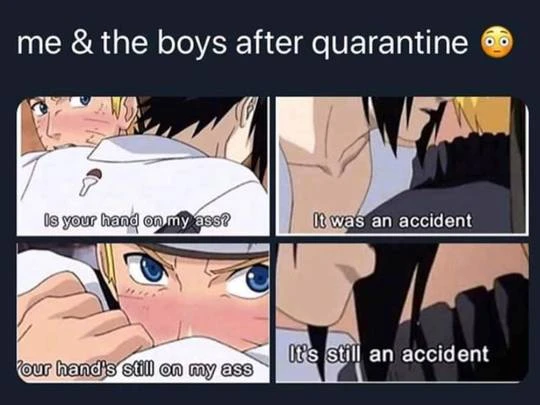 me & the boys after quarantine 😳
Is your hand on my ass?
It was an accident
Your hand's still on my ass
It's still an accident